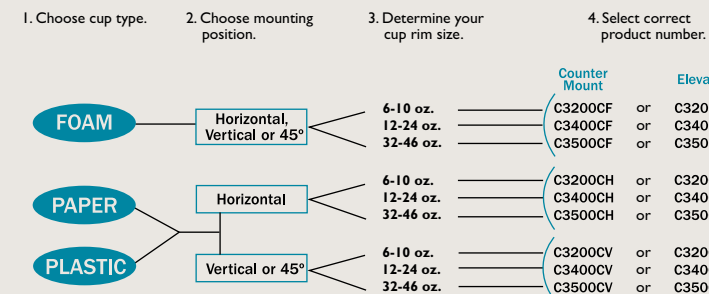 1. Choose cup type.
2. Choose mounting
position.
3. Determine your
cup rim size.
4. Select correct
product number.
Counter
Mount
FOAM
Horizontal,
Vertical or 45º
6-10 oz.
C3200CF or
12-24 oz.
C3400CF or
32-46 oz.
C3500CF or
PAPER
PLASTIC
Horizontal
6-10 oz.
C3200CH or
12-24 oz.
C3400CH or
32-46 oz.
C3500CH or
Vertical or 45º
6-10 oz.
C3200CV or
12-24 oz.
C3400CV or
32-46 oz.
C3500CV or